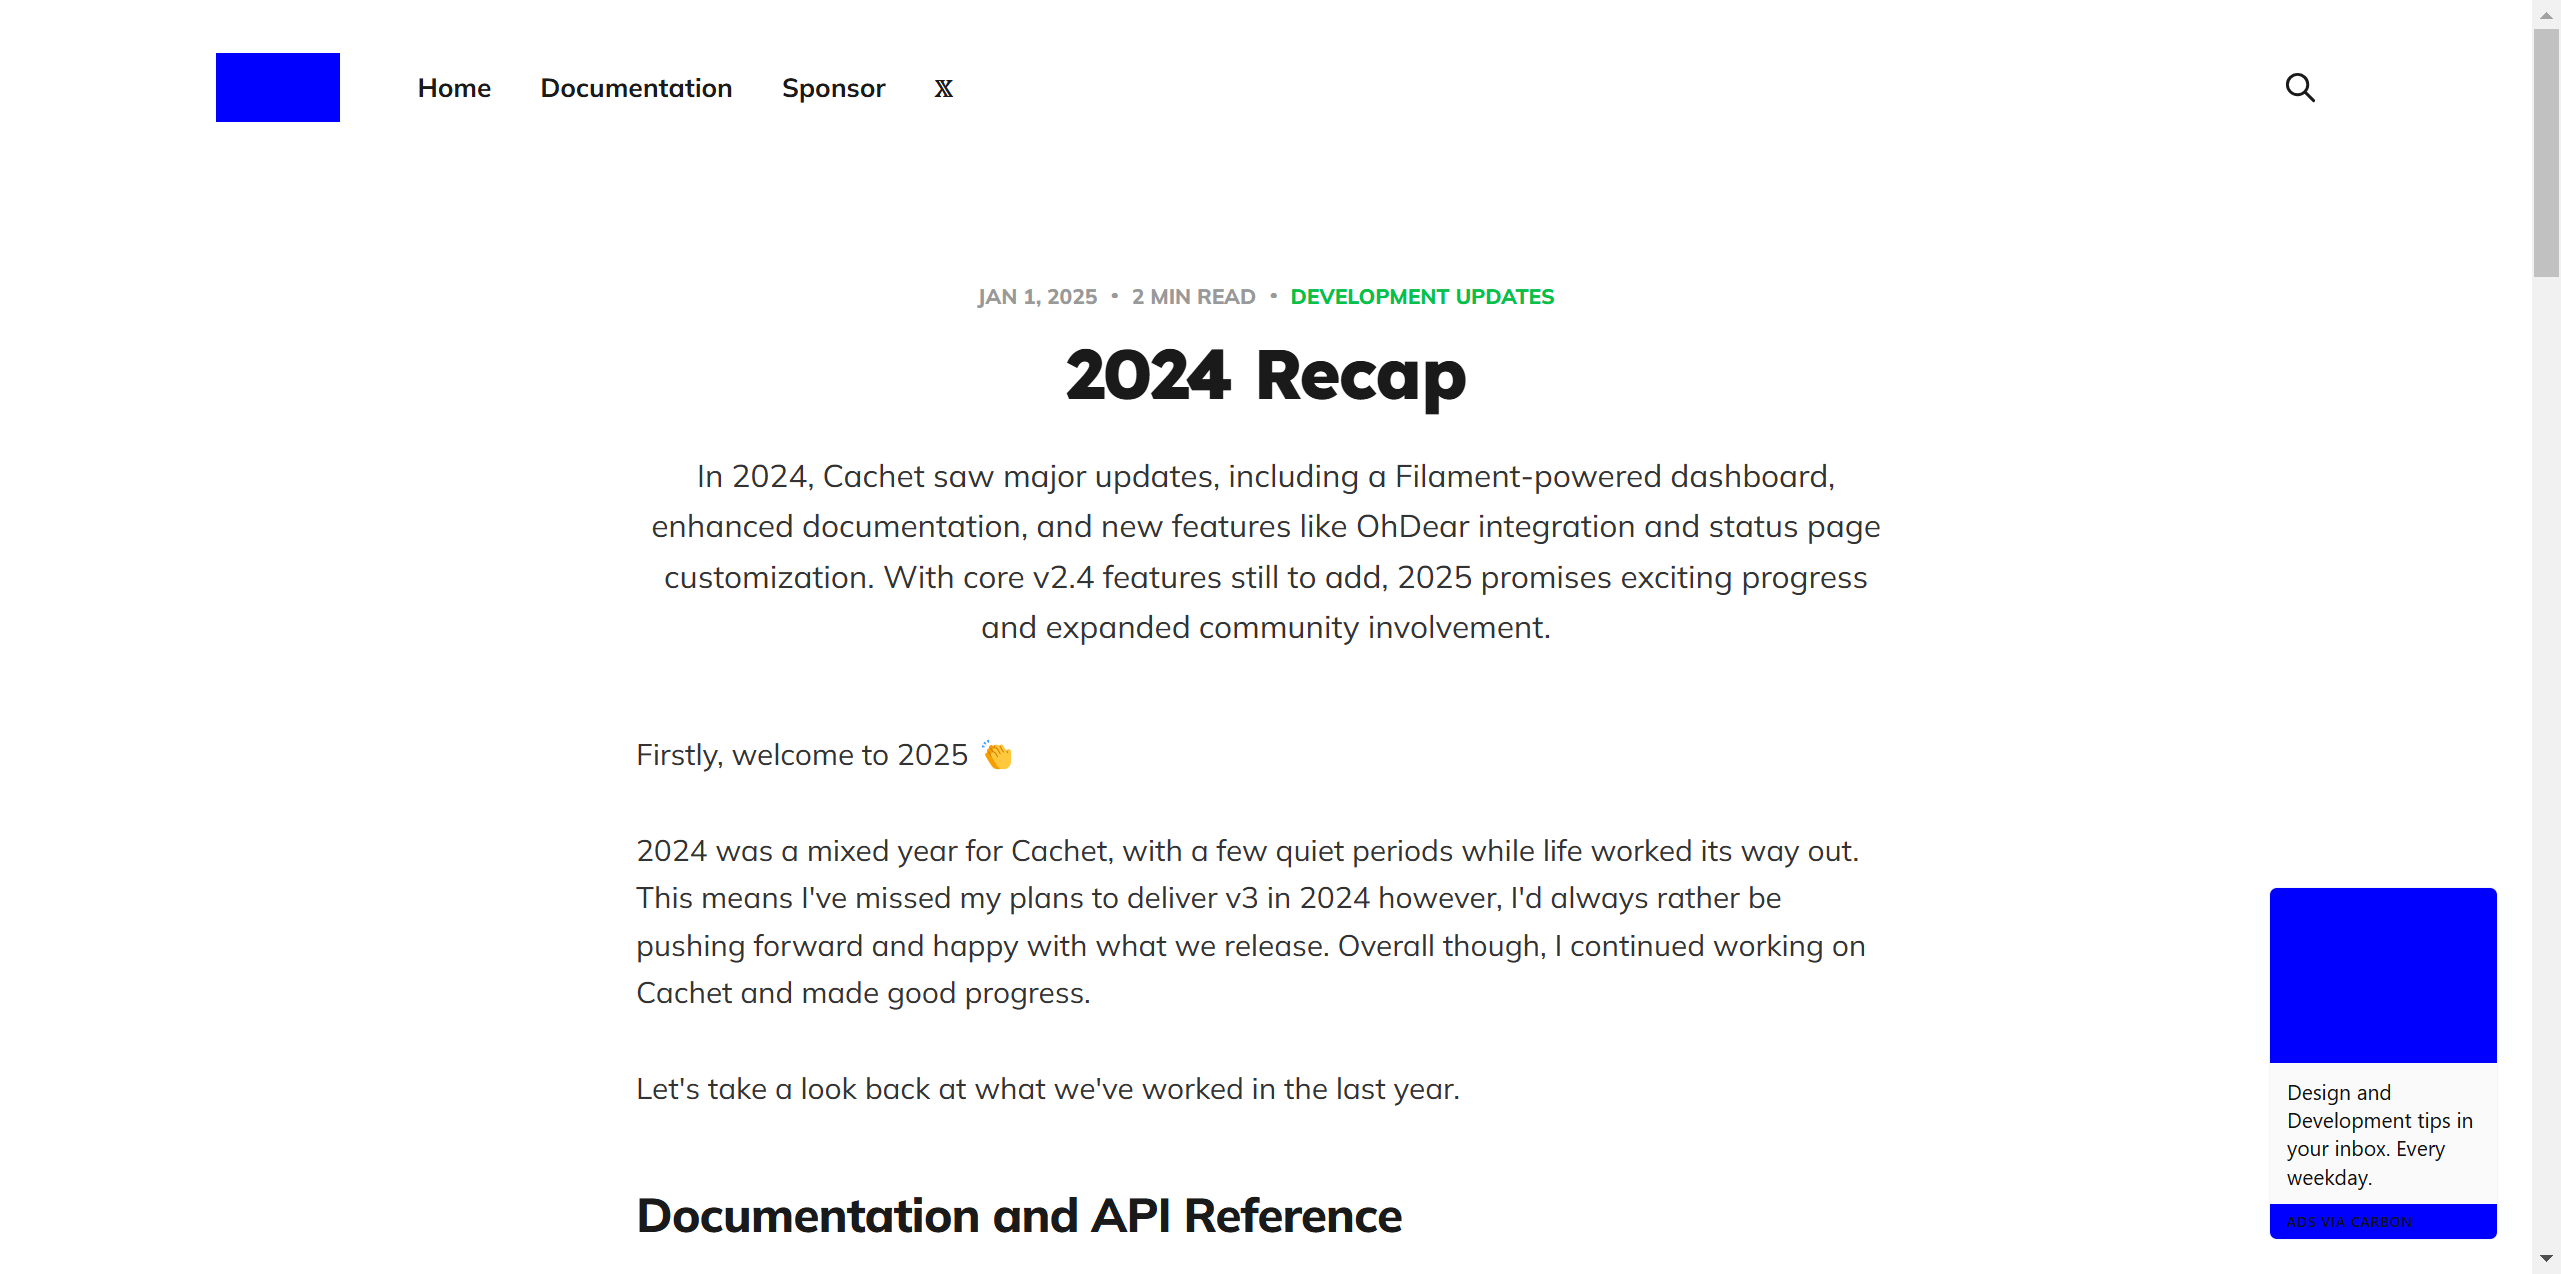 Home Documentation Sponsor 𝕏
JAN 1, 2025 • 2 MIN READ • DEVELOPMENT UPDATES
2024 Recap
In 2024, Cachet saw major updates, including a Filament-powered dashboard,
enhanced documentation, and new features like OhDear integration and status page
customization. With core v2.4 features still to add, 2025 promises exciting progress
and expanded community involvement.
Firstly, welcome to 2025 👏
2024 was a mixed year for Cachet, with a few quiet periods while life worked its way out.
This means I've missed my plans to deliver v3 in 2024 however, I'd always rather be
pushing forward and happy with what we release. Overall though, I continued working on
Cachet and made good progress.
Let's take a look back at what we've worked in the last year.
Documentation and API Reference
Design and
Development tips in
your inbox. Every
weekday.
ADS VIA CARBON